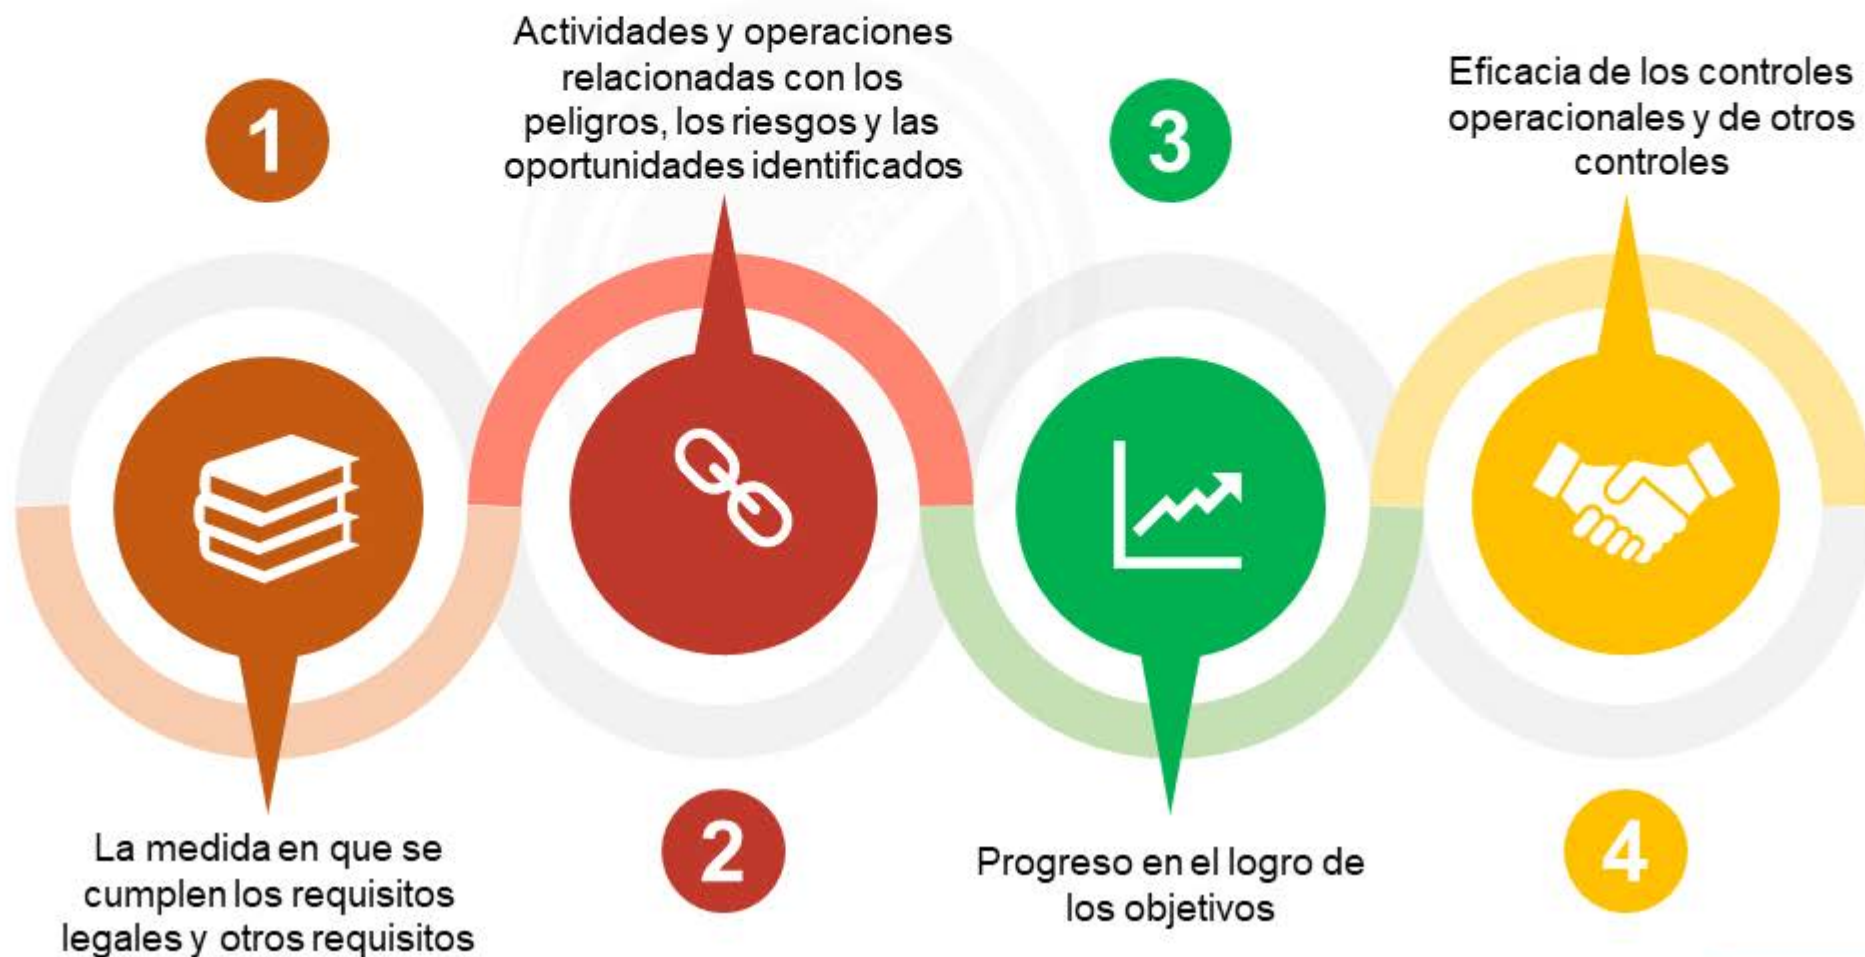 1
La medida en que se
cumplen los requisitos
legales y otros requisitos
Actividades y operaciones
relacionadas con los
peligros, los riesgos y las
oportunidades identificados
2
3
Progreso en el logro de
los objetivos
Eficacia de los controles
operacionales y de otros
controles
4